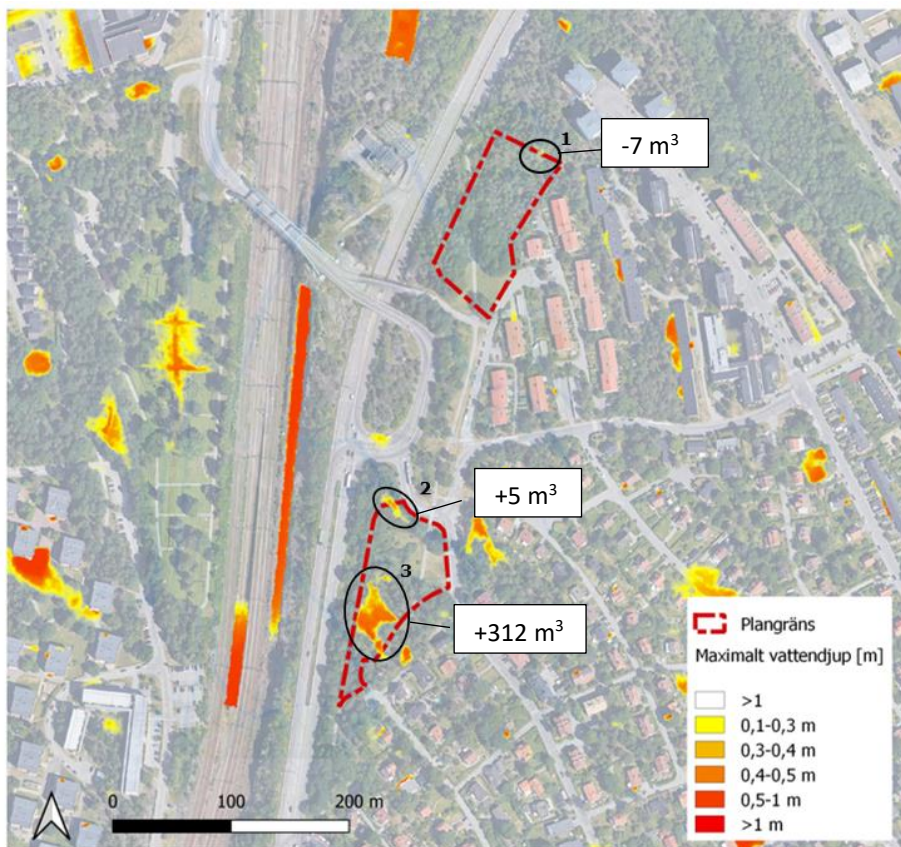 1
-7 m³
2
+5 m³
3
+312 m³
Plangräns
Maximalt vattendjup [m]
>1
0,1-0,3 m
0,3-0,4 m
0,4-0,5 m
0,5-1 m
>1 m
0 100 200 m